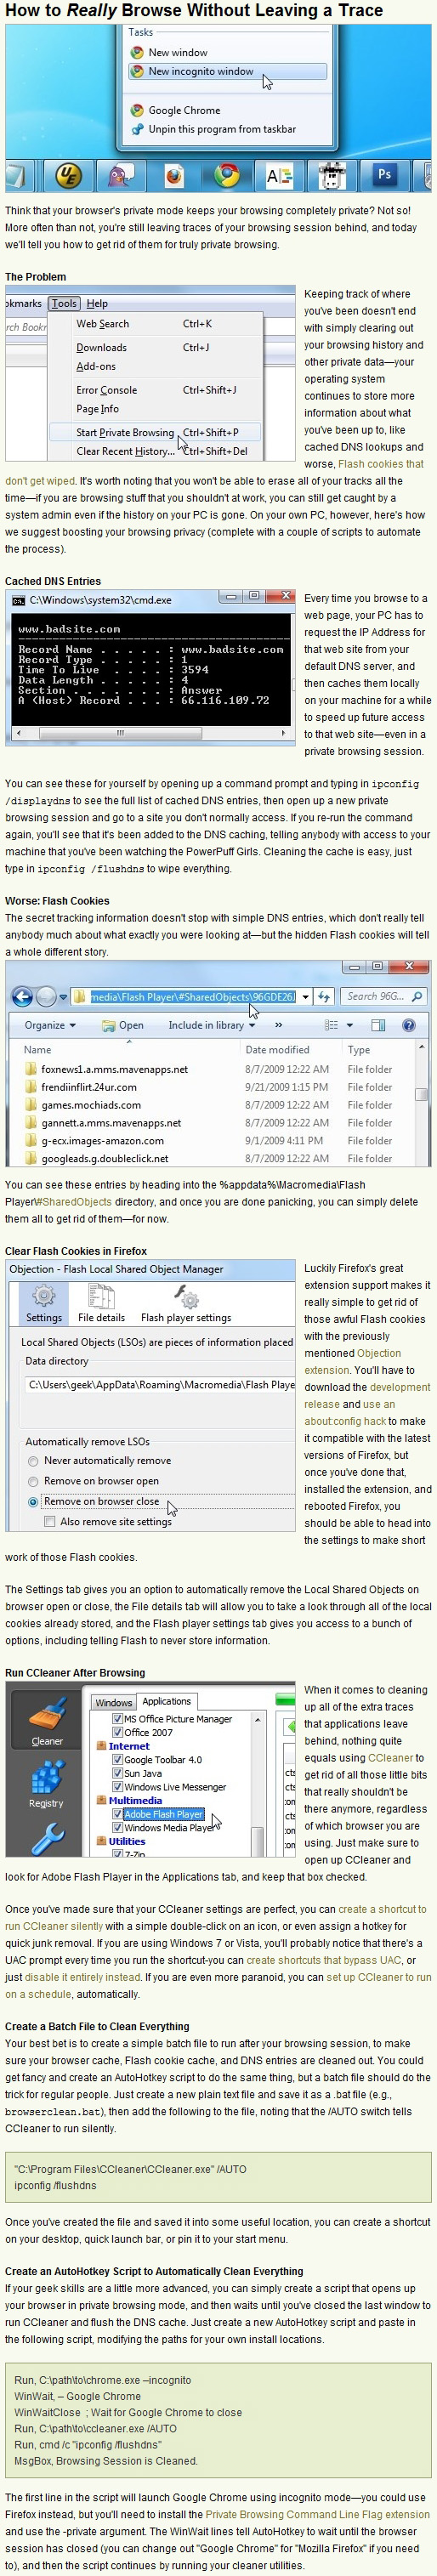 How to Really Browse Without Leaving a Trace
Tasks
New window
New incognito window
Google Chrome
Unpin this program from taskbar
UE
A
Ps
Think that your browser's private mode keeps your browsing completely private? Not so!
More often than not, you're still leaving traces of your browsing session behind, and today
we'll tell you how to get rid of them for truly private browsing.
The Problem
okmarks Tools Help
rch Bookr
Web Search Ctrl+K
Downloads Ctrl+J
Add-ons
Error Console Ctrl+Shift+J
Page Info
Start Private Browsing Ctrl+Shift+P
Clear Recent History... Ctrl+Shift+Del
Keeping track of where
you've been doesn't end
with simply clearing out
your browsing history and
other private data—your
operating system
continues to store more
information about what
you've been up to, like
cached DNS lookups and
worse, Flash cookies that
don't get wiped. It's worth noting that you won't be able to erase all of your tracks all the
time—if you are browsing stuff that you shouldn't at work, you can still get caught by a
system admin even if the history on your PC is gone. On your own PC, however, here's how
we suggest boosting your browsing privacy (complete with a couple of scripts to automate
the process).
Cached DNS Entries
C:\Windows\system32\cmd.exe
www.badsite.com
----------------------------------------
Record Name . . . . . : www.badsite.com
Record Type . . . . . : 1
Time To Live . . . . : 3594
Data Length . . . . . : 4
Section . . . . . . . : Answer
A (Host) Record . . . : 66.116.109.72
Every time you browse to a
web page, your PC has to
request the IP Address for
that web site from your
default DNS server, and
then caches them locally
on your machine for a while
to speed up future access
to that web site—even in a
private browsing session.
You can see these for yourself by opening up a command prompt and typing in ipconfig
/displaydns to see the full list of cached DNS entries, then open up a new private
browsing session and go to a site you don't normally access. If you re-run the command
again, you'll see that it's been added to the DNS caching, telling anybody with access to your
machine that you've been watching the PowerPuff Girls. Cleaning the cache is easy, just
type in ipconfig /flushdns to wipe everything.
Worse: Flash Cookies
The secret tracking information doesn't stop with simple DNS entries, which don't really tell
anybody much about what exactly you were looking at—but the hidden Flash cookies will tell
a whole different story.
media\Flash Player\#SharedObjects\96GDE26. Search 96G...
Organize Open Include in library »
Name Date modified Type
foxnews1.a.mms.mavenapps.net 8/7/2009 12:22 AM File folder
frendiinflirt.24ur.com 9/21/2009 1:15 PM File folder
games.mochiads.com 8/7/2009 12:22 AM File folder
gannett.a.mms.mavenapps.net 8/7/2009 12:22 AM File folder
g-ecx.images-amazon.com 9/1/2009 4:11 PM File folder
googleads.g.doubleclick.net 8/7/2009 12:22 AM File folder
You can see these entries by heading into the %appdata%\Macromedia\Flash
Player\#SharedObjects directory, and once you are done panicking, you can simply delete
them all to get rid of them—for now.
Clear Flash Cookies in Firefox
Objection - Flash Local Shared Object Manager
Settings File details Flash player settings
Local Shared Objects (LSOs) are pieces of information placed
Data directory
C:\Users\geek\AppData\Roaming\Macromedia\Flash Playe
Automatically remove LSOs
Never automatically remove
Remove on browser open
Remove on browser close
Also remove site settings
Luckily Firefox's great
extension support makes it
really simple to get rid of
those awful Flash cookies
with the previously
mentioned Objection
extension. You'll have to
download the development
release and use an
about:config hack to make
it compatible with the latest
versions of Firefox, but
once you've done that,
installed the extension, and
rebooted Firefox, you
should be able to head into
the settings to make short
work of those Flash cookies.
The Settings tab gives you an option to automatically remove the Local Shared Objects on
browser open or close, the File details tab will allow you to take a look through all of the local
cookies already stored, and the Flash player settings tab gives you access to a bunch of
options, including telling Flash to never store information.
Run CCleaner After Browsing
Cleaner
Registry
Windows Applications
MS Office Picture Manager
Office 2007
Internet
Google Toolbar 4.0
Sun Java
Windows Live Messenger
Multimedia
Adobe Flash Player
Windows Media Player
Utilities
7-Zip
When it comes to cleaning
up all of the extra traces
that applications leave
behind, nothing quite
equals using CCleaner to
get rid of all those little bits
that really shouldn't be
there anymore, regardless
of which browser you are
using. Just make sure to
open up CCleaner and
look for Adobe Flash Player in the Applications tab, and keep that box checked.
Once you've made sure that your CCleaner settings are perfect, you can create a shortcut to
run CCleaner silently with a simple double-click on an icon, or even assign a hotkey for
quick junk removal. If you are using Windows 7 or Vista, you'll probably notice that there's a
UAC prompt every time you run the shortcut-you can create shortcuts that bypass UAC, or
just disable it entirely instead. If you are even more paranoid, you can set up CCleaner to run
on a schedule, automatically.
Create a Batch File to Clean Everything
Your best bet is to create a simple batch file to run after your browsing session, to make
sure your browser cache, Flash cookie cache, and DNS entries are cleaned out. You could
get fancy and create an AutoHotkey script to do the same thing, but a batch file should do the
trick for regular people. Just create a new plain text file and save it as a .bat file (e.g.,
browserclean.bat), then add the following to the file, noting that the /AUTO switch tells
CCleaner to run silently.
"C:\Program Files\CCleaner\CCleaner.exe" /AUTO
ipconfig /flushdns
Once you've created the file and saved it into some useful location, you can create a shortcut
on your desktop, quick launch bar, or pin it to your start menu.
Create an AutoHotkey Script to Automatically Clean Everything
If your geek skills are a little more advanced, you can simply create a script that opens up
your browser in private browsing mode, and then waits until you've closed the last window to
run CCleaner and flush the DNS cache. Just create a new AutoHotkey script and paste in
the following script, modifying the paths for your own install locations.
Run, C:\path\to\chrome.exe –incognito
WinWait, – Google Chrome
WinWaitClose ; Wait for Google Chrome to close
Run, C:\path\to\ccleaner.exe /AUTO
Run, cmd /c "ipconfig /flushdns"
MsgBox, Browsing Session is Cleaned.
The first line in the script will launch Google Chrome using incognito mode—you could use
Firefox instead, but you'll need to install the Private Browsing Command Line Flag extension
and use the -private argument. The WinWait lines tell AutoHotkey to wait until the browser
session has closed (you can change out "Google Chrome" for "Mozilla Firefox" if you need
to), and then the script continues by running your cleaner utilities.